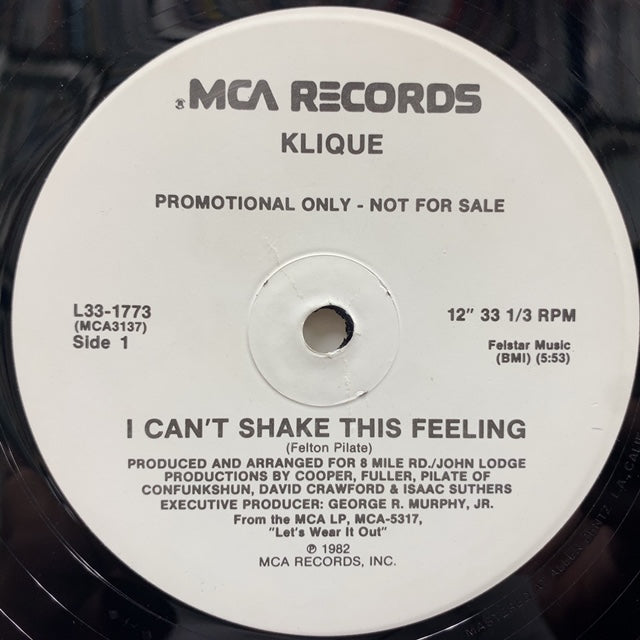 MCA RECORDS
KLIQUE
PROMOTIONAL ONLY - NOT FOR SALE
L33-1773
(MCA3137)
Side 1
12" 33 1/3 RPM
Felstar Music
(BMI) (5:53)
I CAN'T SHAKE THIS FEELING
(Felton Pilate)
PRODUCED AND ARRANGED FOR 8 MILE RD./JOHN LODGE
PRODUCTIONS BY COOPER, FULLER, PILATE OF
CONFUNKSHUN, DAVID CRAWFORD & ISAAC SUTHERS
EXECUTIVE PRODUCER: GEORGE R. MURPHY, JR.
From the MCA LP, MCA-5317,
"Let's Wear It Out"
℗ 1982
MCA RECORDS, INC.